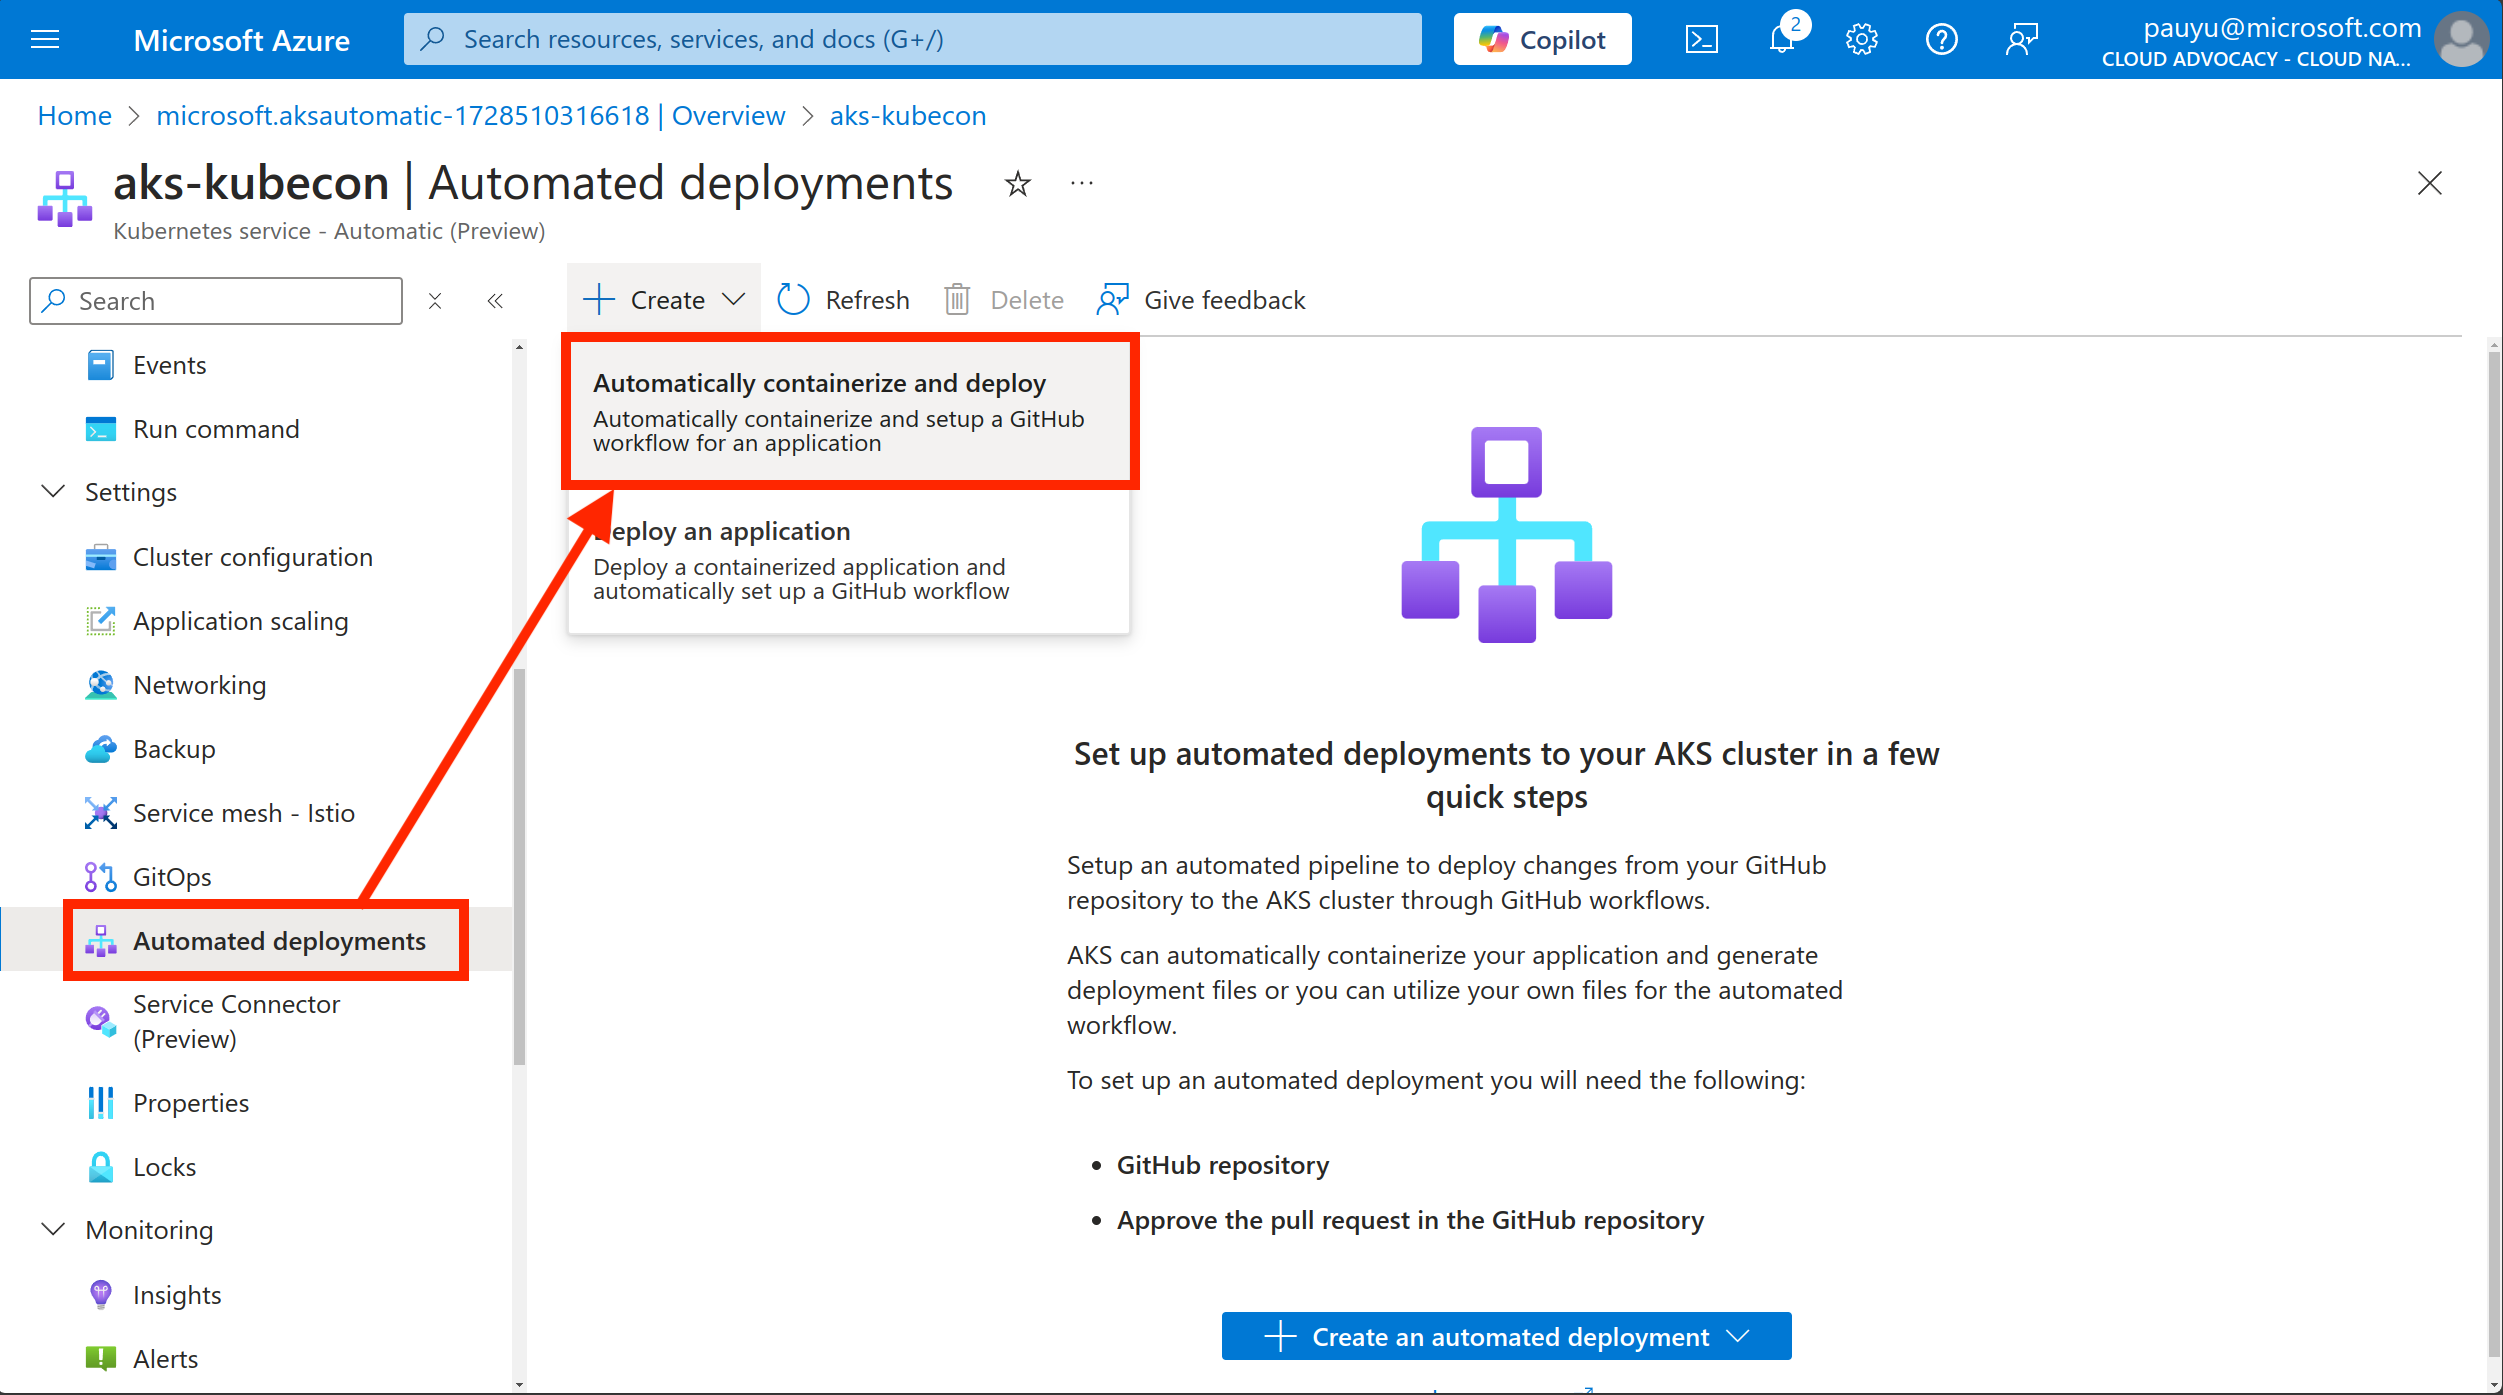 Microsoft Azure
Search resources, services, and docs (G+/)
Copilot
2
pauyu@microsoft.com
CLOUD ADVOCACY - CLOUD NA...
Home > microsoft.aksautomatic-1728510316618 | Overview > aks-kubecon
aks-kubecon | Automated deployments
Kubernetes service - Automatic (Preview)
Search
Events
Run command
Settings
Cluster configuration
Application scaling
Networking
Backup
Service mesh - Istio
GitOps
Automated deployments
Service Connector
(Preview)
Properties
Locks
Monitoring
Insights
Alerts
Create
Refresh
Delete
Give feedback
Automatically containerize and deploy
Automatically containerize and setup a GitHub
workflow for an application
eploy an application
Deploy a containerized application and
automatically set up a GitHub workflow
Set up automated deployments to your AKS cluster in a few
quick steps
Setup an automated pipeline to deploy changes from your GitHub
repository to the AKS cluster through GitHub workflows.
AKS can automatically containerize your application and generate
deployment files or you can utilize your own files for the automated
workflow.
To set up an automated deployment you will need the following:
• GitHub repository
• Approve the pull request in the GitHub repository
Create an automated deployment